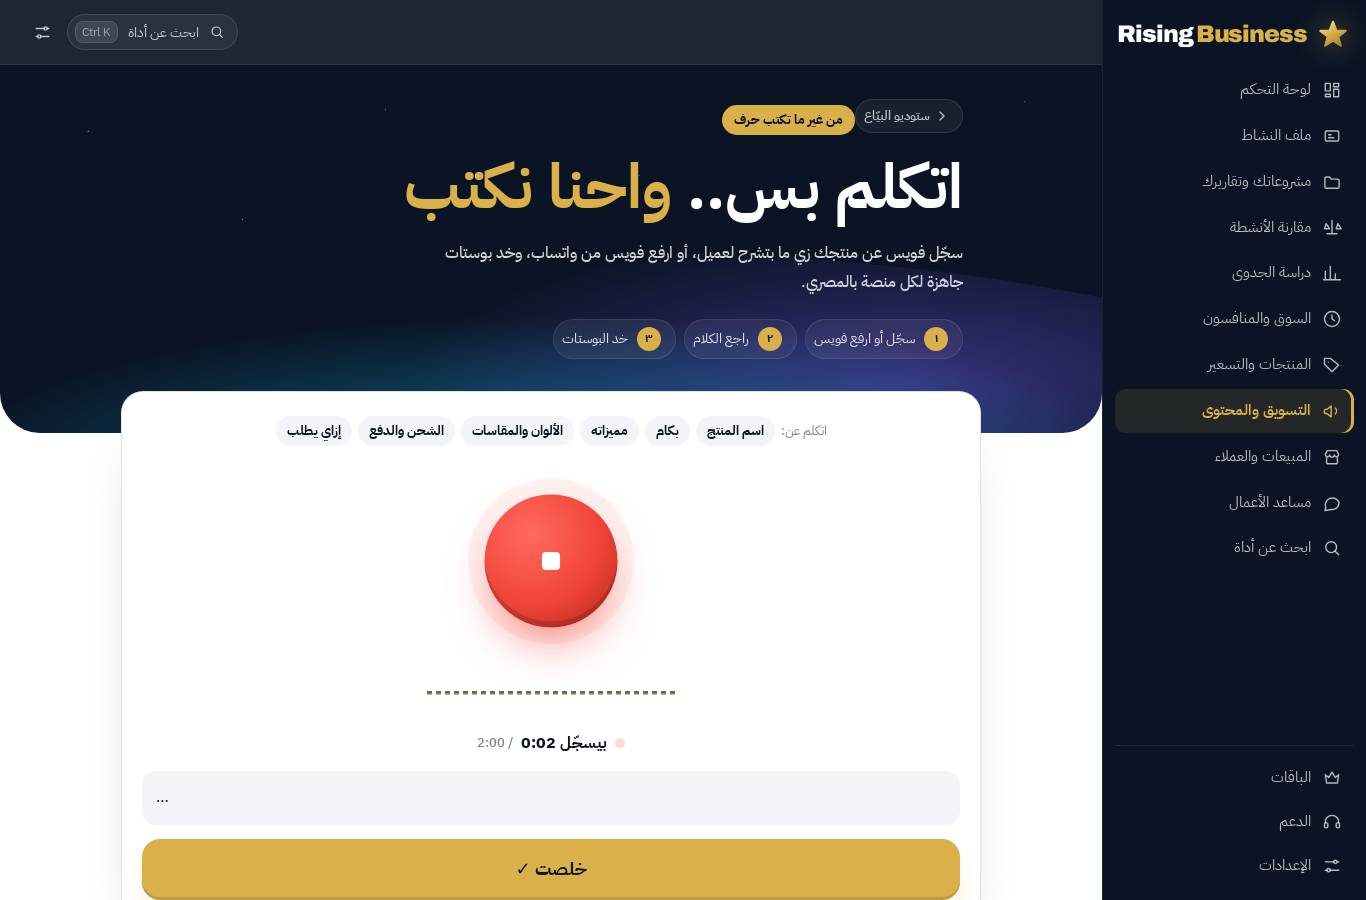 RisingBusiness
لوحة التحكم
ملف النشاط
مشروعاتك وتقاريرك
مقارنة الأنشطة
دراسة الجدوى
السوق والمنافسون
المنتجات والتسعير
التسويق والمحتوى
المبيعات والعملاء
مساعد الأعمال
ابحث عن أداة
الباقات
الدعم
الإعدادات
ابحث عن أداة Ctrl K
ستوديو البيّاع
من غير ما تكتب حرف
اتكلم بس.. واحنا نكتب
سجّل فويس عن منتجك زي ما بتشرح لعميل، أو ارفع فويس من واتساب، وخد بوستات
جاهزة لكل منصة بالمصري.
١ سجّل أو ارفع فويس
٢ راجع الكلام
٣ خد البوستات
اتكلم عن: اسم المنتج بكام مميزاته الألوان والمقاسات الشحن والدفع إزاي يطلب
بيسجّل 0:02 / 2:00
...
خلصت ✓